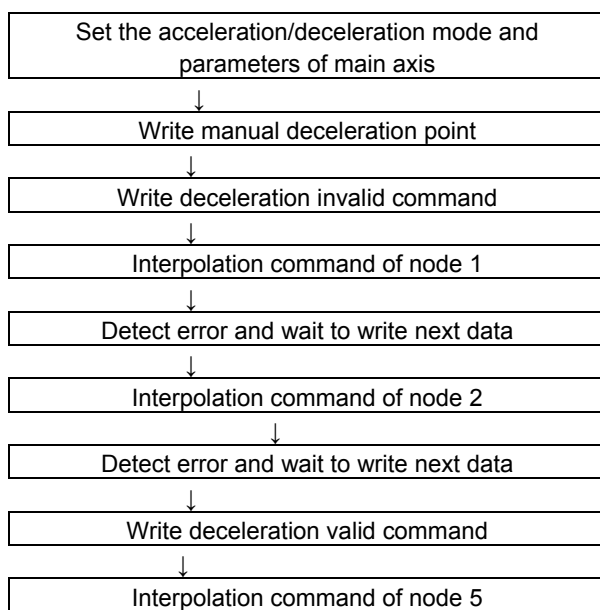 Set the acceleration/deceleration mode and
parameters of main axis
↓
Write manual deceleration point
↓
Write deceleration invalid command
↓
Interpolation command of node 1
↓
Detect error and wait to write next data
↓
Interpolation command of node 2
↓
Detect error and wait to write next data
↓
Write deceleration valid command
↓
Interpolation command of node 5